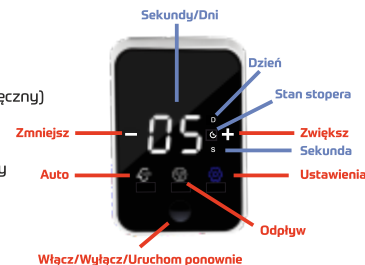 Sekundy/Dni
Dzień
ęczny)
Stan stopera
D
Zmniejsz
- 05 +
Zwiększ
S
Sekunda
y
Auto
Ustawienia
Odpływ
Włącz/Wyłącz/Uruchom ponownie